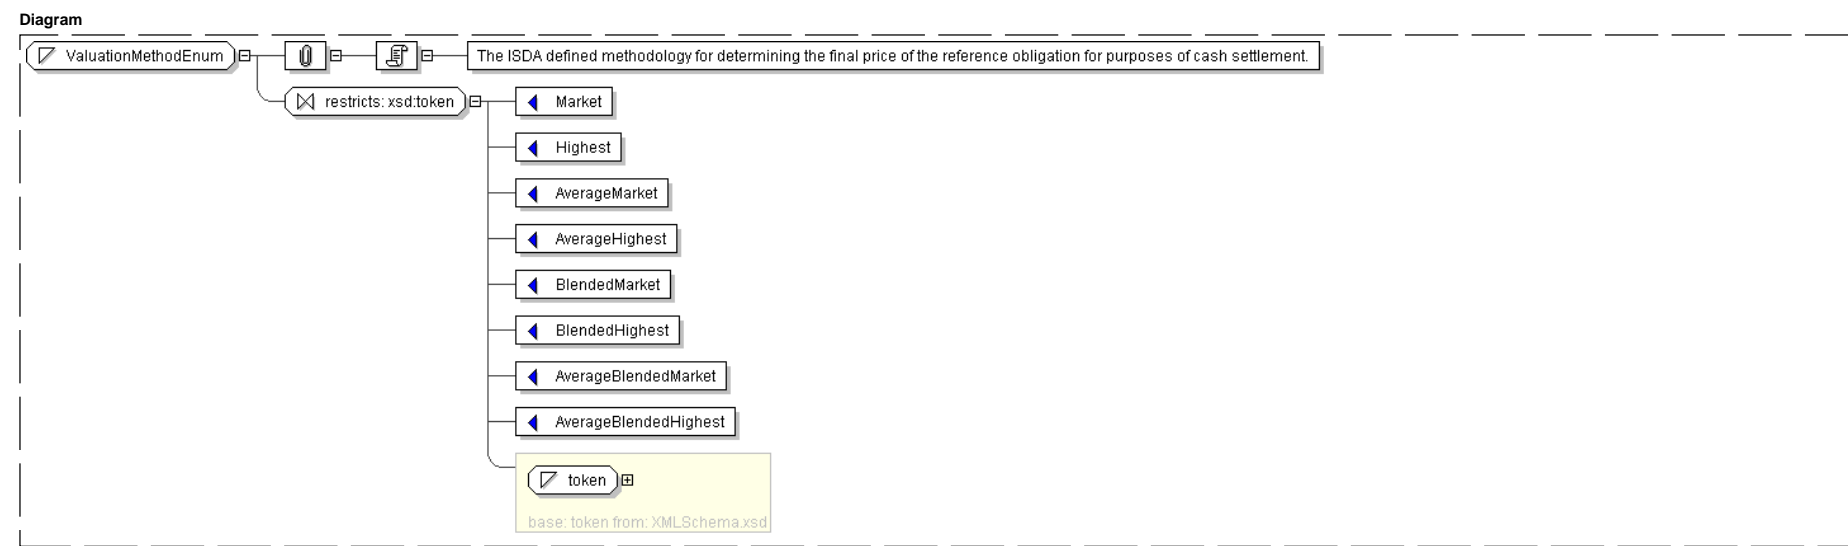 Diagram
ValuationMethodEnum
The ISDA defined methodology for determining the final price of the reference obligation for purposes of cash settlement.
restricts: xsd:token
Market
Highest
AverageMarket
AverageHighest
BlendedMarket
BlendedHighest
AverageBlendedMarket
AverageBlendedHighest
token
base: token from: XMLSchema.xsd